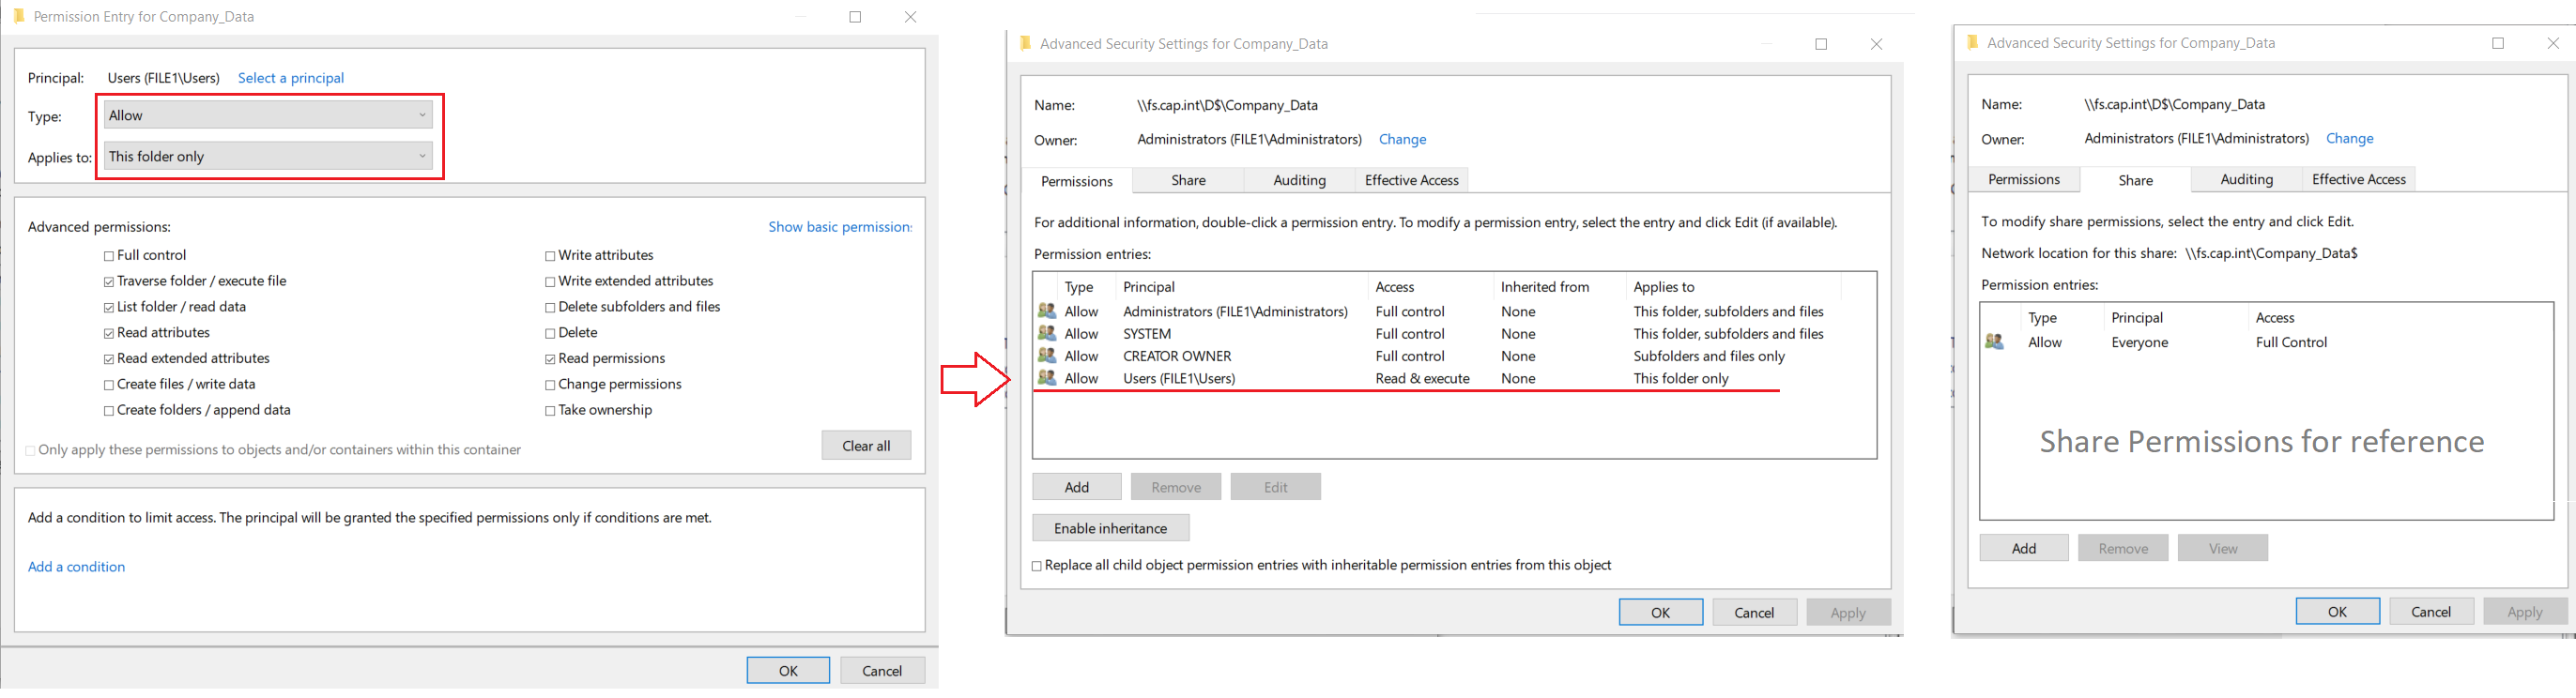 Permission Entry for Company_Data
Principal: Users (FILE1\Users) Select a principal
Type: Allow
Applies to: This folder only
Advanced permissions: Show basic permission:
Full control
Traverse folder / execute file
List folder / read data
Read attributes
Read extended attributes
Create files / write data
Create folders / append data
Write attributes
Write extended attributes
Delete subfolders and files
Delete
Read permissions
Change permissions
Take ownership
Only apply these permissions to objects and/or containers within this container
Clear all
Add a condition to limit access. The principal will be granted the specified permissions only if conditions are met.
Add a condition
OK Cancel
Advanced Security Settings for Company_Data
Name: \\fs.cap.int\D$\Company_Data
Owner: Administrators (FILE1\Administrators) Change
Permissions Share Auditing Effective Access
For additional information, double-click a permission entry. To modify a permission entry, select the entry and click Edit (if available).
Permission entries:
Type Principal Access Inherited from Applies to
Allow Administrators (FILE1\Administrators) Full control None This folder, subfolders and files
Allow SYSTEM Full control None This folder, subfolders and files
Allow CREATOR OWNER Full control None Subfolders and files only
Allow Users (FILE1\Users) Read & execute None This folder only
Add Remove Edit
Enable inheritance
Replace all child object permission entries with inheritable permission entries from this object
OK Cancel Apply
Advanced Security Settings for Company_Data
Name: \\fs.cap.int\D$\Company_Data
Owner: Administrators (FILE1\Administrators) Change
Permissions Share Auditing Effective Access
To modify share permissions, select the entry and click Edit.
Network location for this share: \\fs.cap.int\Company_Data$
Permission entries:
Type Principal Access
Allow Everyone Full Control
Share Permissions for reference
Add Remove View
OK Cancel Apply